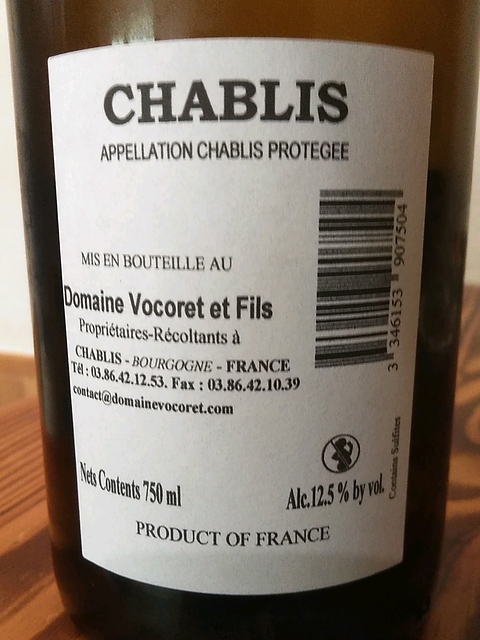 CHABLIS
APPELLATION CHABLIS PROTEGEE
MIS EN BOUTEILLE AU
Domaine Vocoret et Fils
Propriétaires-Récoltants à
CHABLIS - BOURGOGNE - FRANCE
Tél : 03.86.42.12.53. Fax : 03.86.42.10.39
contact@domainevocoret.com
3 346153 907504
Contains Sulfites
Nets Contents 750 ml
Alc.12.5 % by vol.
PRODUCT OF FRANCE